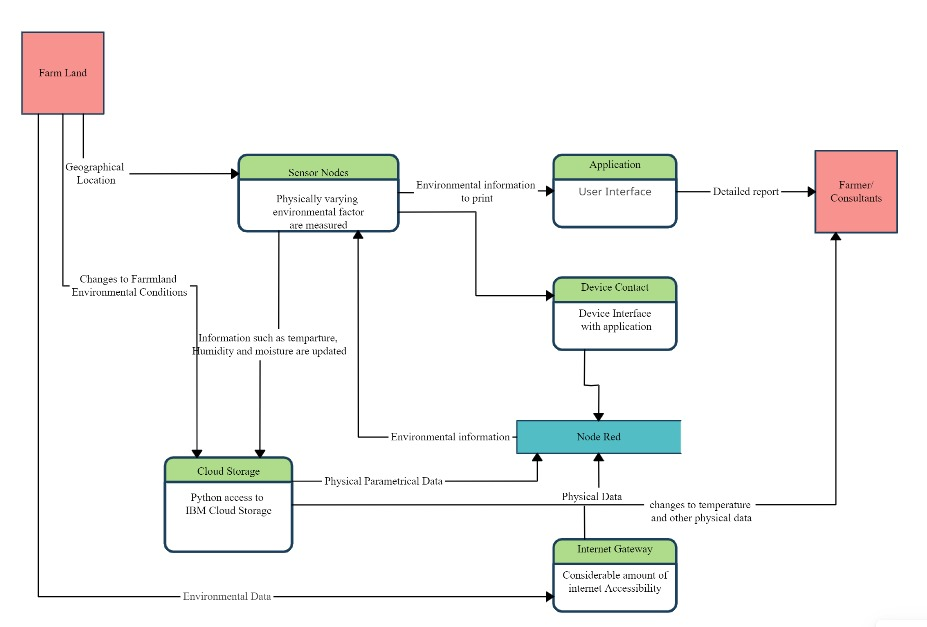 Farm Land
Geographical
Location
Sensor Nodes
Physically varying
environmental factor
are measured
Environmental information
to print
Application
User Interface
Detailed report
Farmer/
Consultants
Changes to Farmland
Environmental Conditions
Device Contact
Device Interface
with application
Information such as temparture,
Humidity and moisture are updated
Environmental information
Node Red
Cloud Storage
Python access to
IBM Cloud Storage
Physical Parametrical Data
Physical Data
changes to temperature
and other physical data
Internet Gateway
Considerable amount of
internet Accessibility
Environmental Data